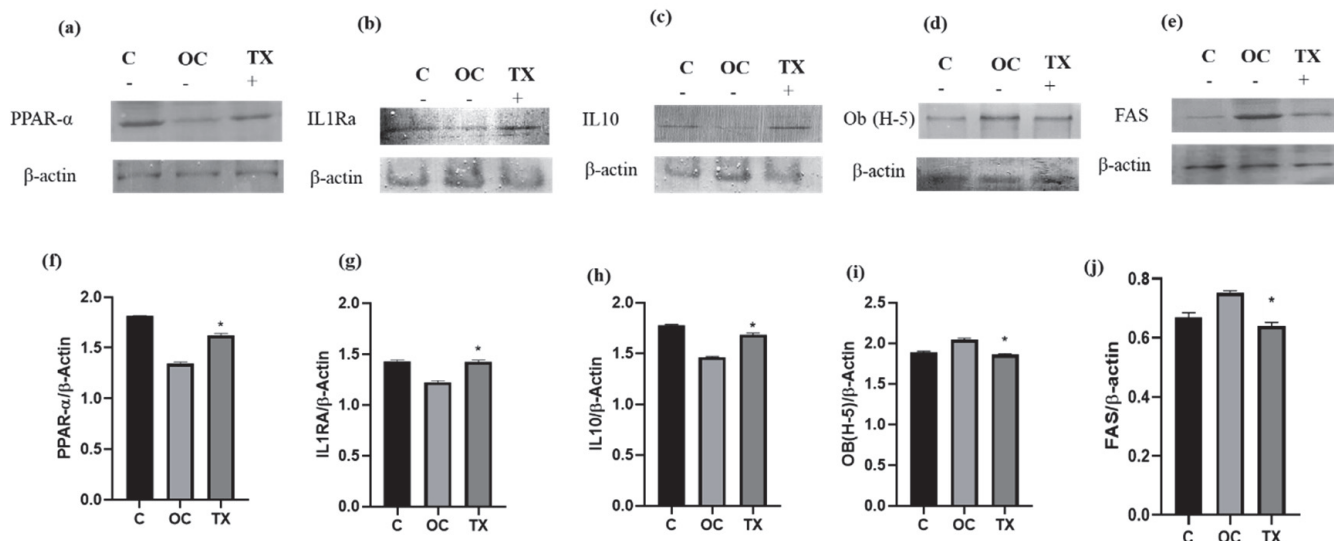 (a)
C OC TX
- - +
PPAR-α
β-actin
(b)
C OC TX
- - +
IL1Ra
β-actin
(c)
C OC TX
- - +
IL10
β-actin
(d)
C OC TX
- - +
Ob (H-5)
β-actin
(e)
C OC TX
- - +
FAS
β-actin
(f)
PPAR-α/β-Actin
2.0
1.5
1.0
0.5
0.0
*
C OC TX
(g)
IL1RA/β-Actin
2.0
1.5
1.0
0.5
0.0
*
C OC TX
(h)
IL10/β-Actin
2.0
1.5
1.0
0.5
0.0
*
C OC TX
(i)
OB(H-5)/β-Actin
2.5
2.0
1.5
1.0
0.5
0.0
*
C OC TX
(j)
FAS/β-actin
0.8
0.6
0.4
0.2
0.0
*
C OC TX